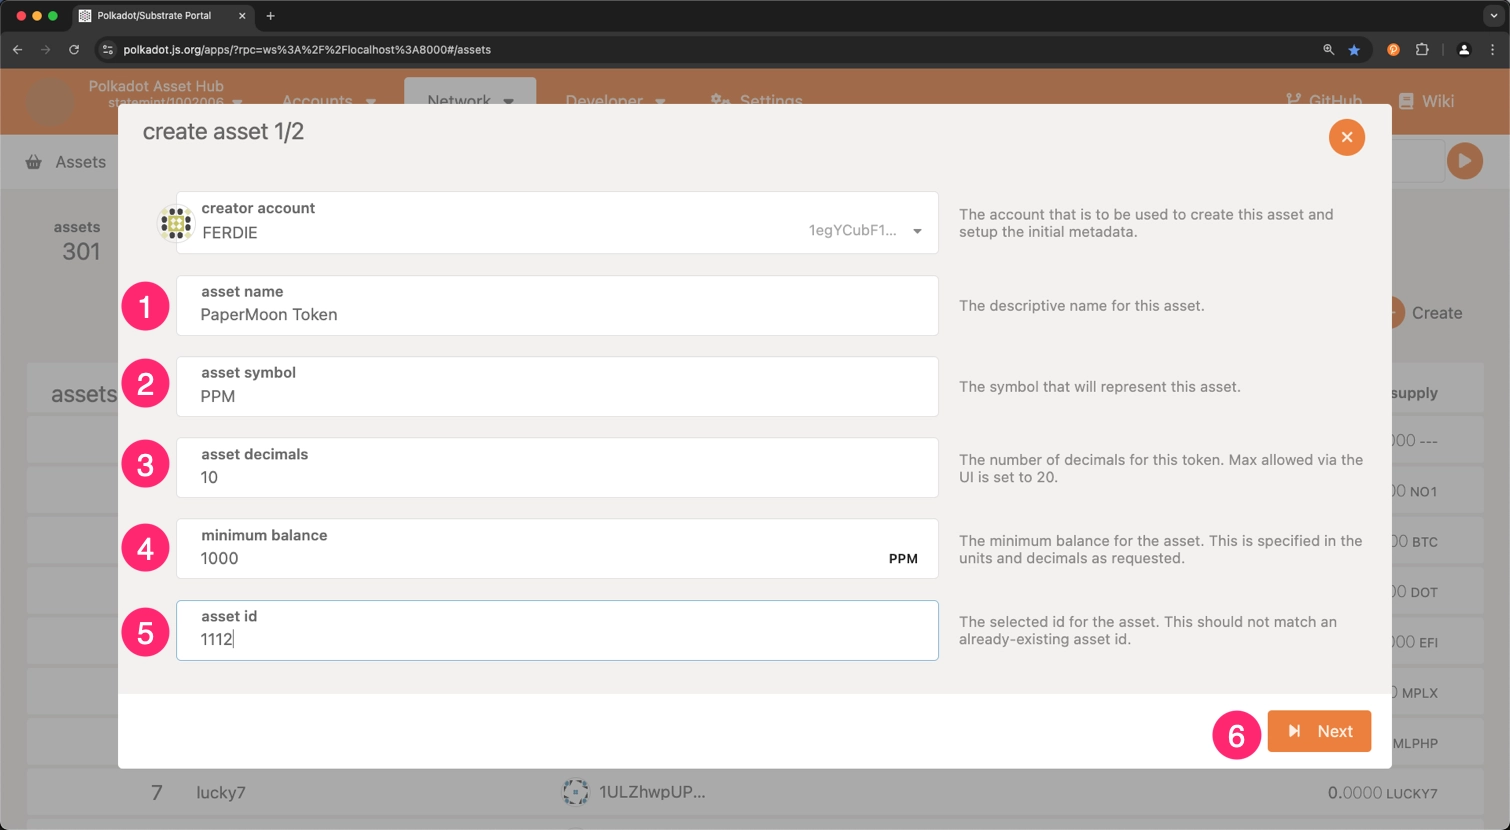 Polkadot/Substrate Portal
polkadot.js.org/apps/?rpc=ws%3A%2F%2Flocalhost%3A8000#/assets
Polkadot Asset Hub
statemint/1002006
Accounts
Network
Developer
Settings
GitHub
Wiki
Assets
assets
301
Create
assets
supply
000 ---
00 NO1
00 BTC
00 DOT
000 EFI
0 MPLX
MLPHP
7 lucky7 1ULZhwpUP... 0.0000 LUCKY7
create asset 1/2
creator account
FERDIE
1egYCubF1...
The account that is to be used to create this asset and
setup the initial metadata.
1
asset name
PaperMoon Token
The descriptive name for this asset.
2
asset symbol
PPM
The symbol that will represent this asset.
3
asset decimals
10
The number of decimals for this token. Max allowed via the
UI is set to 20.
4
minimum balance
1000
PPM
The minimum balance for the asset. This is specified in the
units and decimals as requested.
5
asset id
1112
The selected id for the asset. This should not match an
already-existing asset id.
6
Next